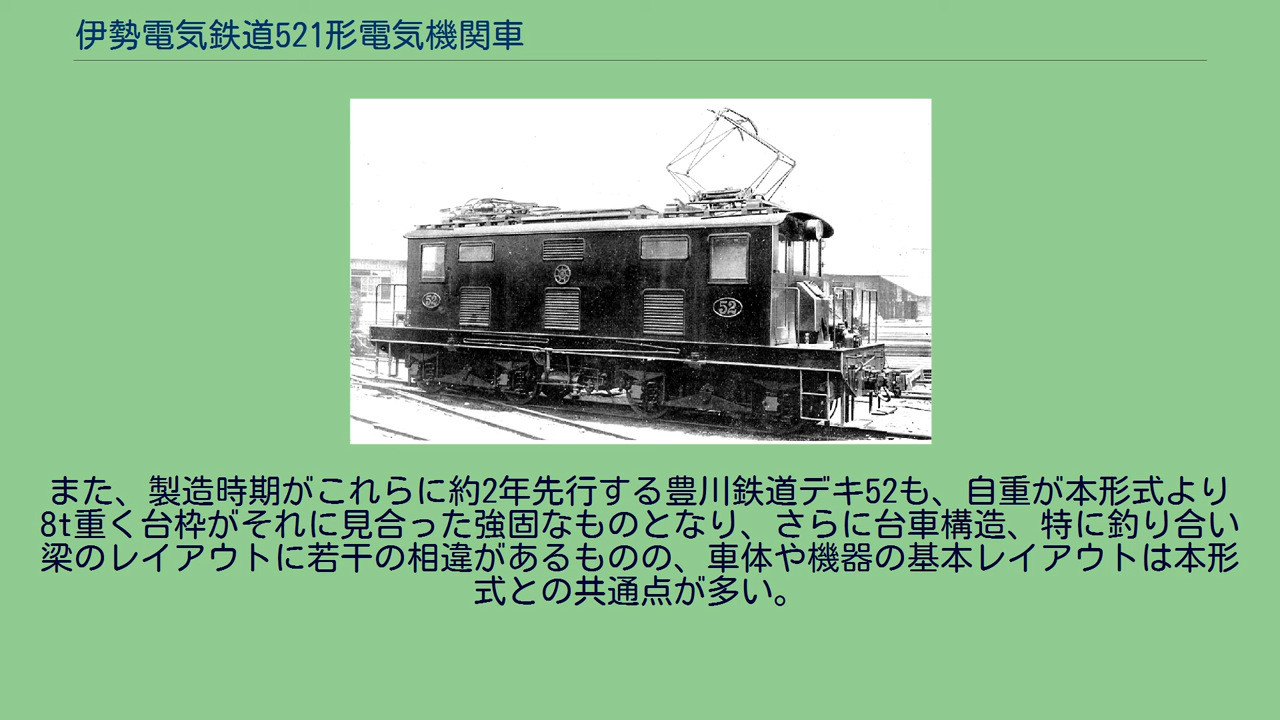 伊勢電気鉄道521形電気機関車
52
52
また、製造時期がこれらに約2年先行する豊川鉄道デキ52も、自重が本形式より
8t重く台枠がそれに見合った強固なものとなり、さらに台車構造、特に釣り合い
梁のレイアウトに若干の相違があるものの、車体や機器の基本レイアウトは本形
式との共通点が多い。